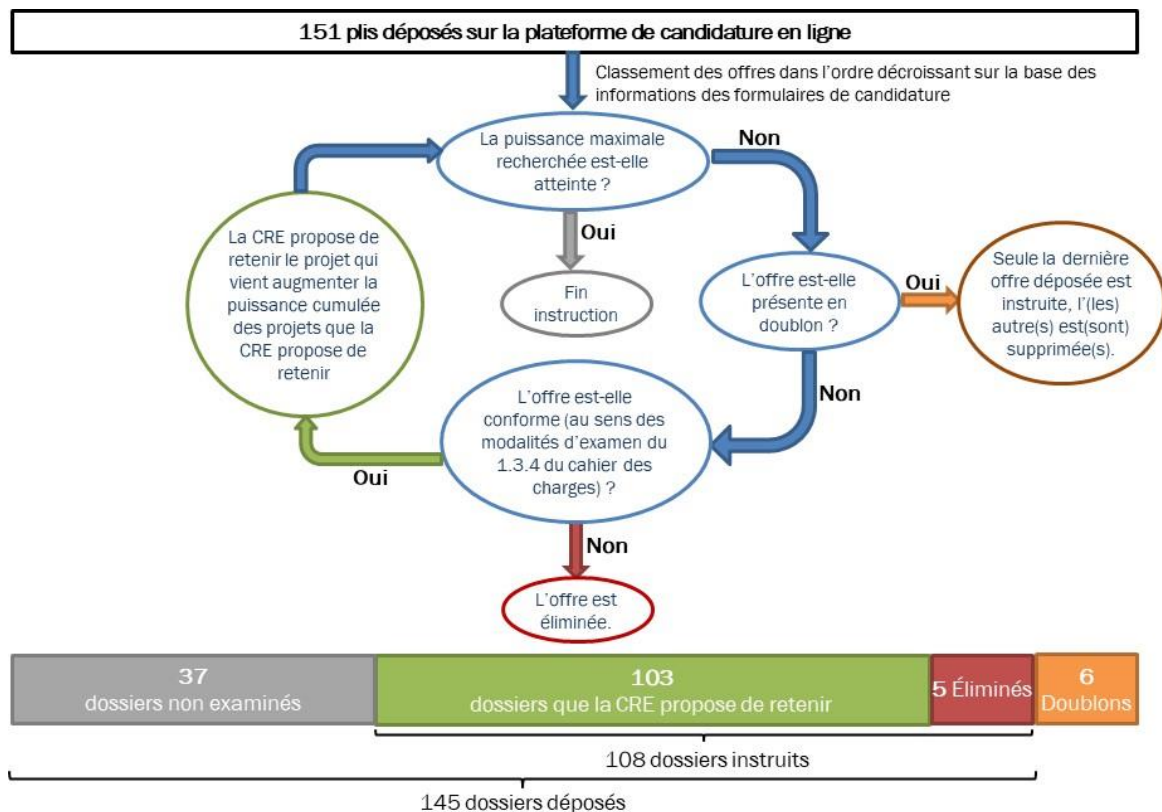 151 plis déposés sur la plateforme de candidature en ligne
Classement des offres dans l'ordre décroissant sur la base des
informations des formulaires de candidature
La puissance maximale
recherchée est-elle
atteinte ?
Non
Oui
Fin
instruction
La CRE propose de
retenir le projet qui
vient augmenter la
puissance cumulée
des projets que la
CRE propose de
retenir
L'offre est-elle
présente en
doublon ?
Oui
Seule la dernière
offre déposée est
instruite, l'(les)
autre(s) est(sont)
supprimée(s).
Non
L'offre est-elle
conforme (au sens des
modalités d'examen du
1.3.4 du cahier des
charges) ?
Oui
Non
L'offre est
éliminée.
37
dossiers non examinés
103
dossiers que la CRE propose de retenir
5 Éliminés
6
Doublons
108 dossiers instruits
145 dossiers déposés